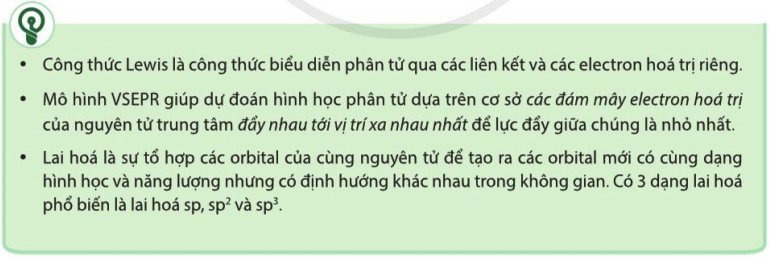 • Công thức Lewis là công thức biểu diễn phân tử qua các liên kết và các electron hoá trị riêng.
• Mô hình VSEPR giúp dự đoán hình học phân tử dựa trên cơ sở các đám mây electron hoá trị
của nguyên tử trung tâm đẩy nhau tới vị trí xa nhau nhất để lực đẩy giữa chúng là nhỏ nhất.
• Lai hoá là sự tổ hợp các orbital của cùng nguyên tử để tạo ra các orbital mới có cùng dạng
hình học và năng lượng nhưng có định hướng khác nhau trong không gian. Có 3 dạng lai hoá
phổ biến là lai hoá sp, sp² và sp³.